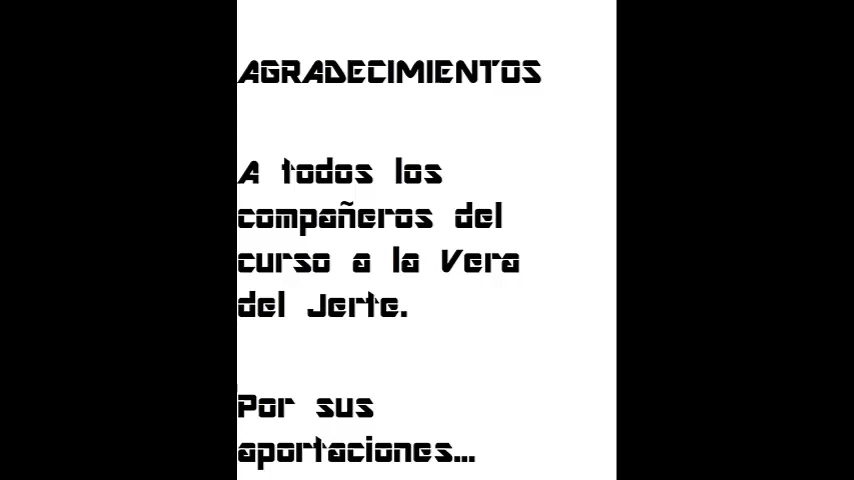 AGRADECIMIENTOS
A todos los
compañeros del
curso a la Vera
del Jerte.
Por sus
aportaciones...